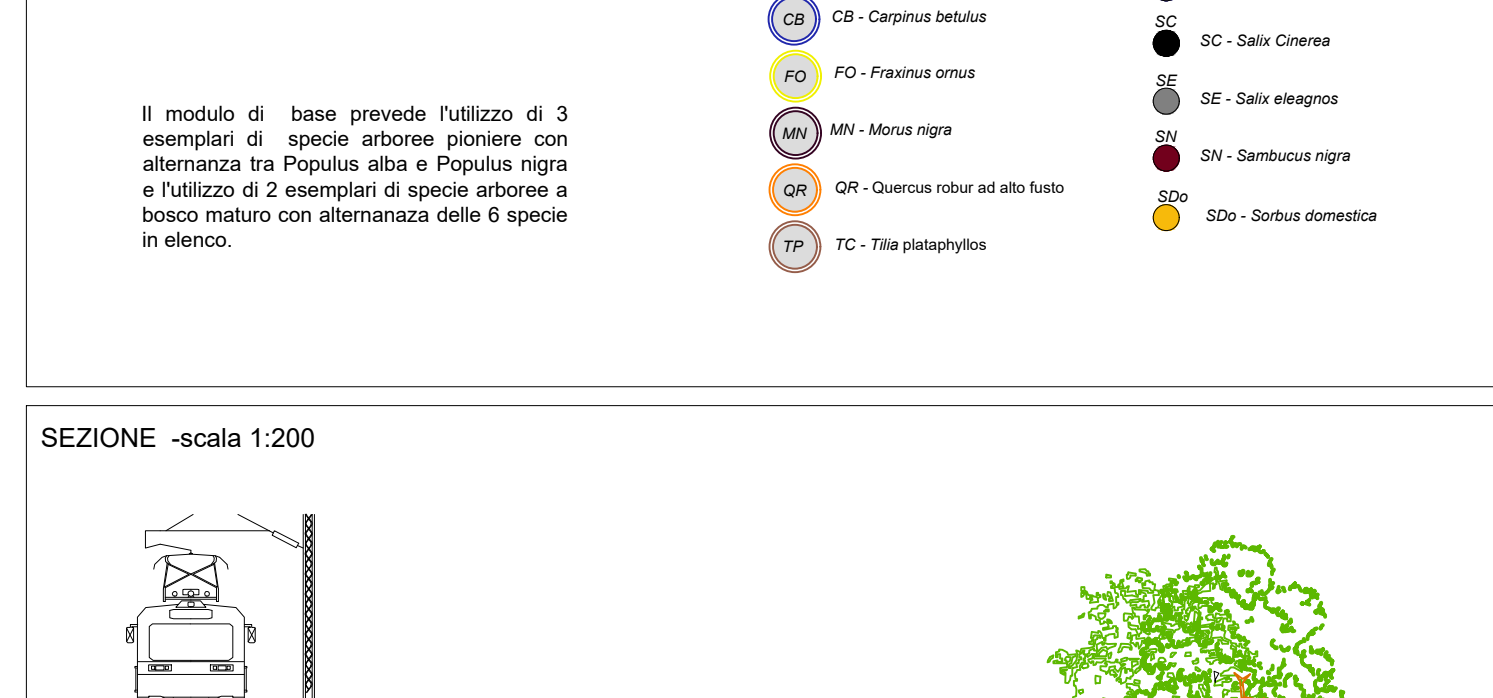 Il modulo di base prevede l'utilizzo di 3
esemplari di specie arboree pioniere con
alternanza tra Populus alba e Populus nigra
e l'utilizzo di 2 esemplari di specie arboree a
bosco maturo con alternanaza delle 6 specie
in elenco.
CB CB - Carpinus betulus
FO FO - Fraxinus ornus
MN MN - Morus nigra
QR QR - Quercus robur ad alto fusto
TP TC - Tilia plataphyllos
SC
SC - Salix Cinerea
SE
SE - Salix eleagnos
SN
SN - Sambucus nigra
SDo
SDo - Sorbus domestica
SEZIONE -scala 1:200